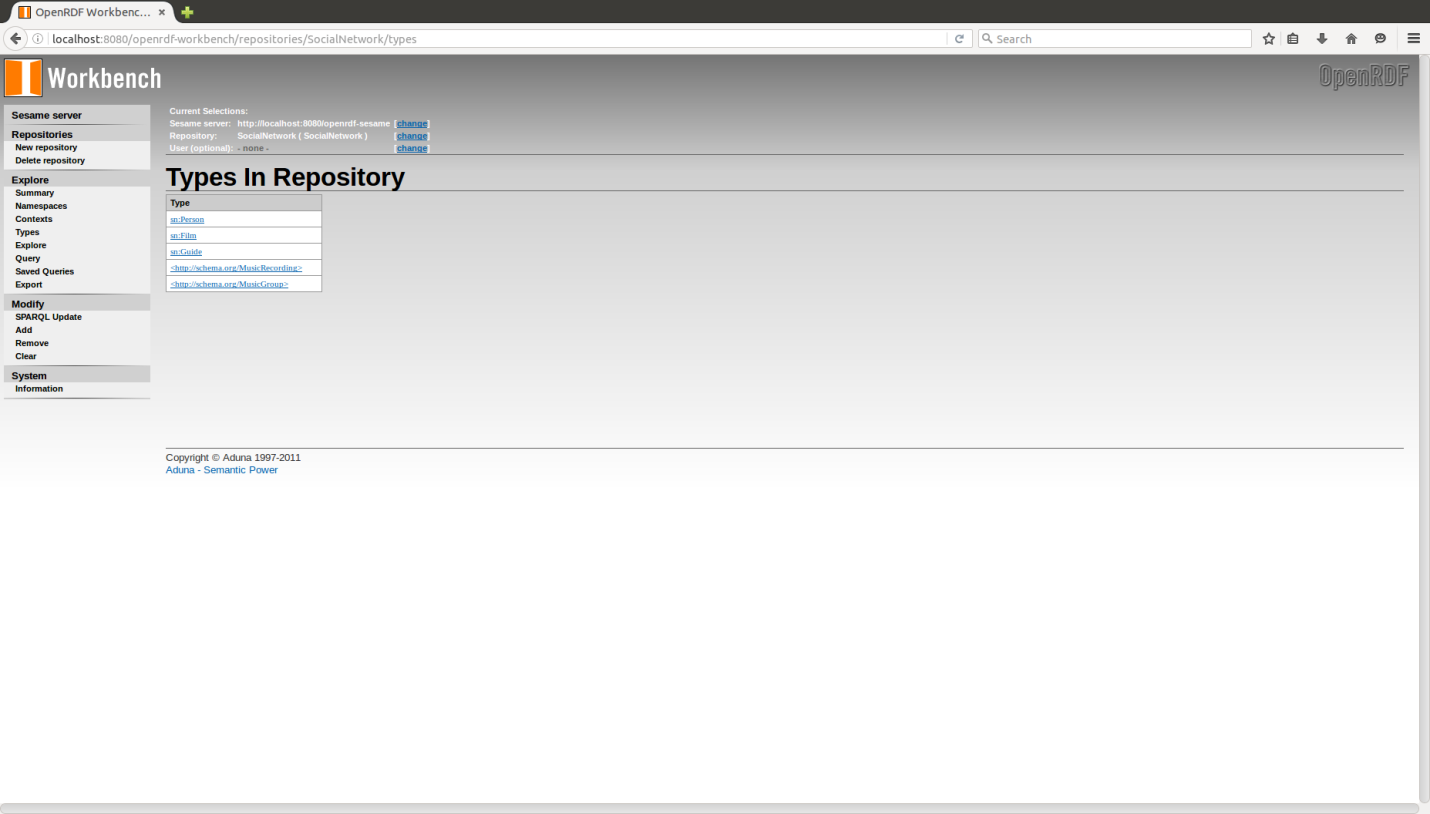 OpenRDF Workbenc...
localhost:8080/openrdf-workbench/repositories/SocialNetwork/types
Search
Workbench
OpenRDF
Sesame server
Repositories
New repository
Delete repository
Explore
Summary
Namespaces
Contexts
Types
Explore
Query
Saved Queries
Export
Modify
SPARQL Update
Add
Remove
Clear
System
Information
Current Selections:
Sesame server: http://localhost:8080/openrdf-sesame [change]
Repository: SocialNetwork ( SocialNetwork ) [change]
User (optional): - none - [change]
Types In Repository
Type
sn:Person
sn:Film
sn:Guide
<http://schema.org/MusicRecording>
<http://schema.org/MusicGroup>
Copyright © Aduna 1997-2011
Aduna - Semantic Power